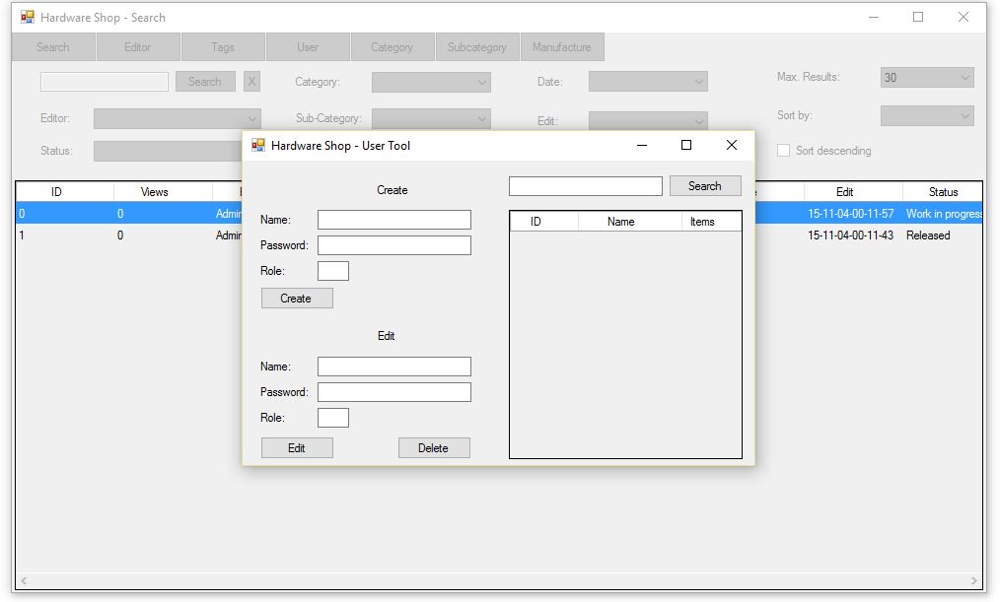 Hardware Shop - Search
Search Editor Tags User Category Subcategory Manufacture
Search X Category: Date: Max. Results: 30
Editor: Sub-Category: Edit: Sort by:
Status: Sort descending
ID Views Edit Status
0 0 Admin 15-11-04-00-11-57 Work in progress
1 0 Admin 15-11-04-00-11-43 Released
Hardware Shop - User Tool
Create
Search
Name:
Password:
Role:
Create
ID Name Items
Edit
Name:
Password:
Role:
Edit Delete